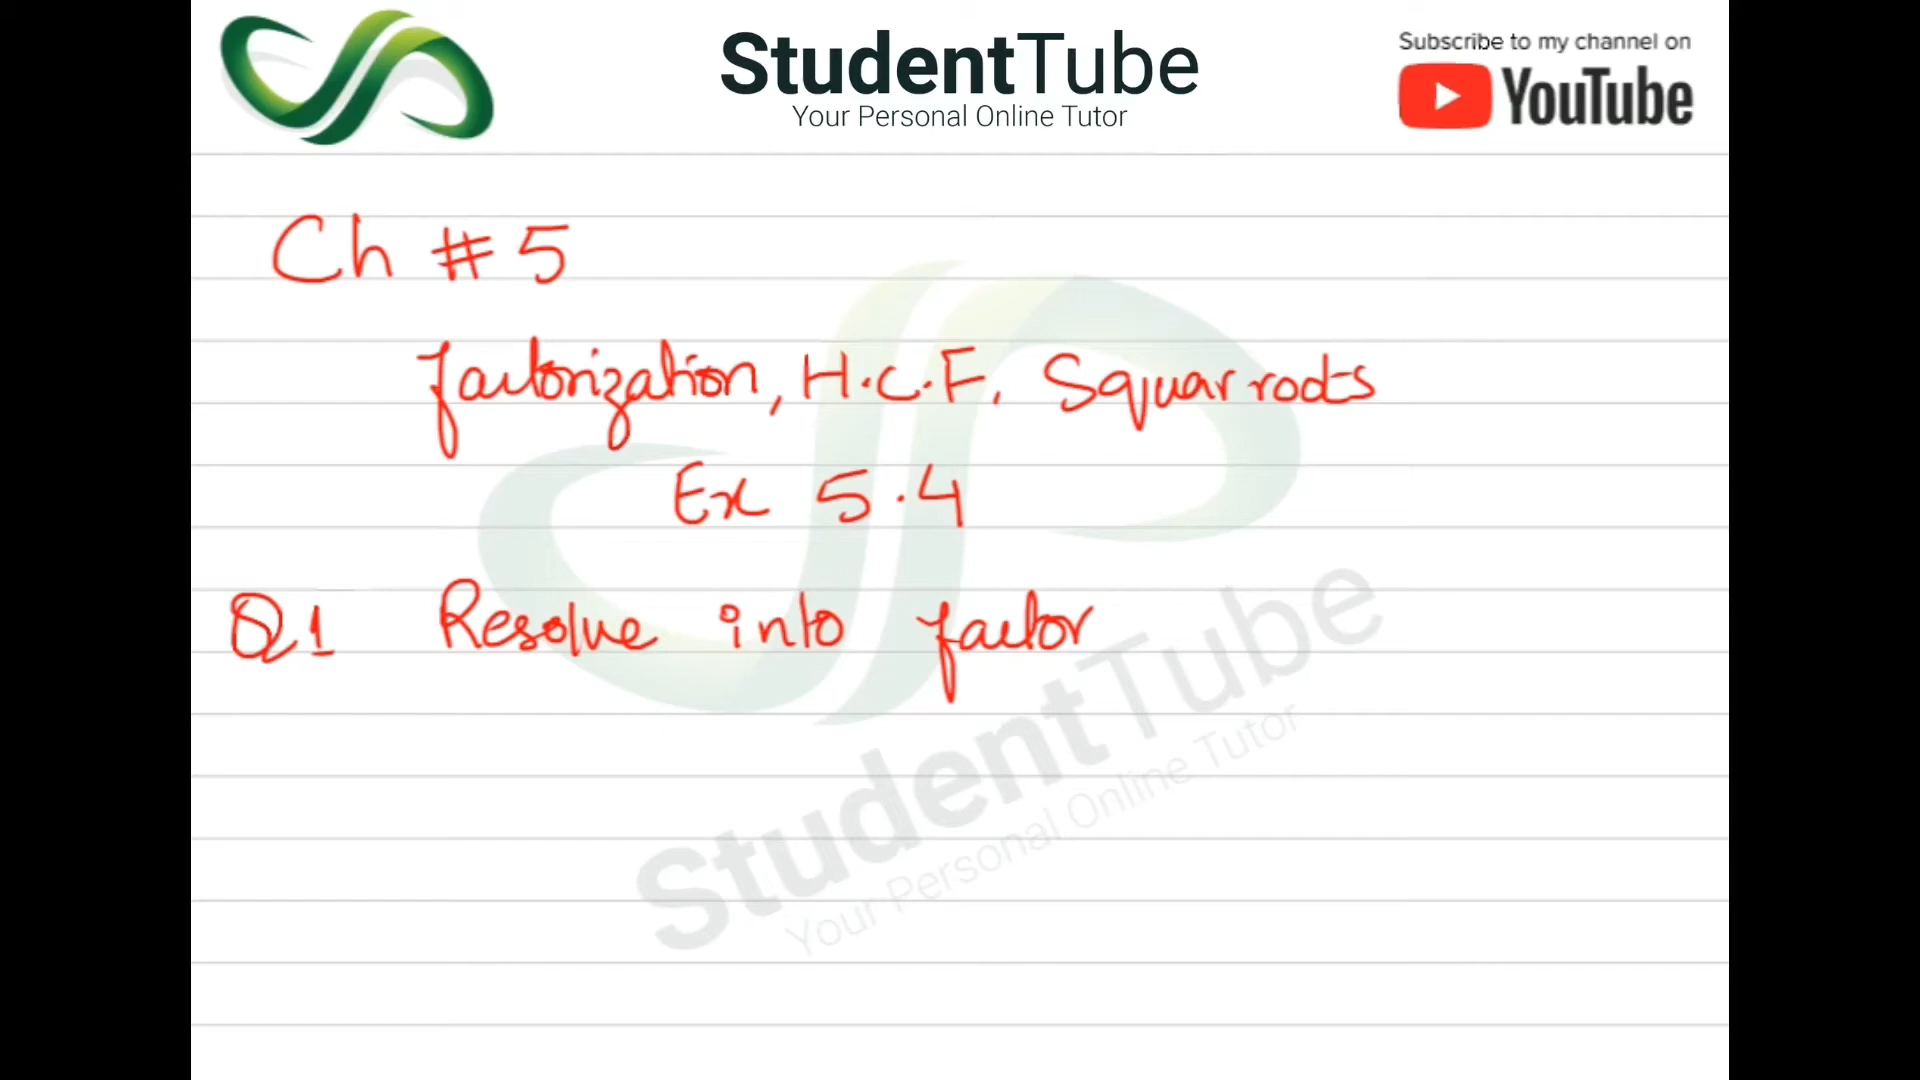 StudentTube
Your Personal Online Tutor
Subscribe to my channel on
YouTube
Ch # 5
factorization, H.C.F. Squar roots
Ex 5.4
Q1 Resolve into factor
StudentTube
Your Personal Online Tutor